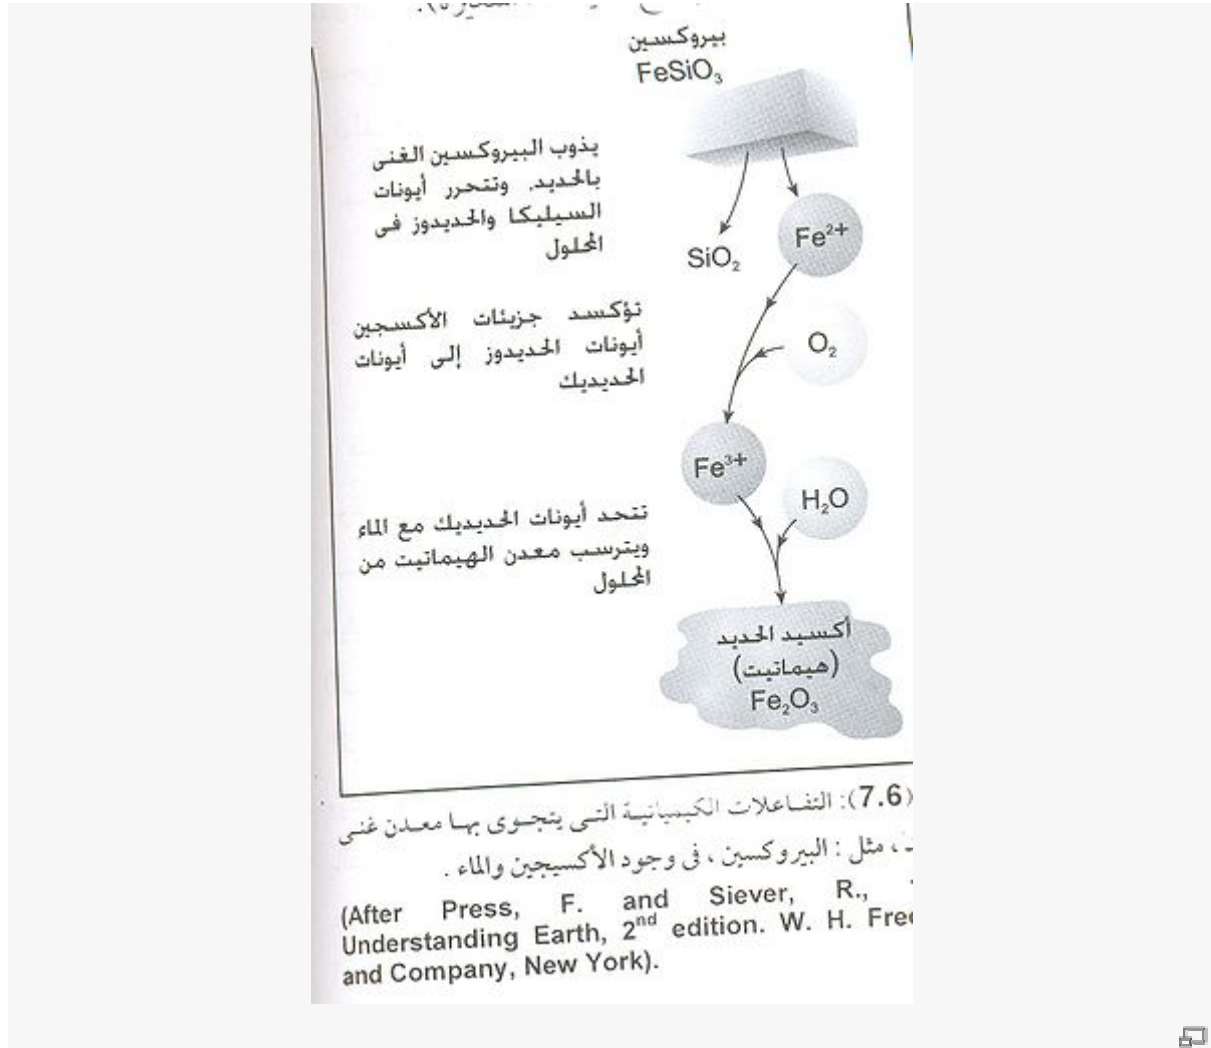 بيروكسين
FeSiO₃
يذوب البيروكسين الغنى
بالحديد. وتتحرر أيونات
السيليكا والحديدوز فى
المحلول
SiO₂
Fe²⁺
تؤكسد جزيئات الأكسجين
أيونات الحديدوز إلى أيونات
الحديديك
O₂
Fe³⁺
H₂O
تتحد أيونات الحديديك مع الماء
ويترسب معدن الهيماتيت من
المحلول
أكسيد الحديد
(هيماتيت)
Fe₂O₃
(7.6): التفاعلات الكيميائية التى يتجوى بها معدن غنى
، مثل : البيروكسين ، فى وجود الأكسيجين والماء .
(After Press, F. and Siever, R.,
Understanding Earth, 2nd edition. W. H.
and Company, New York).